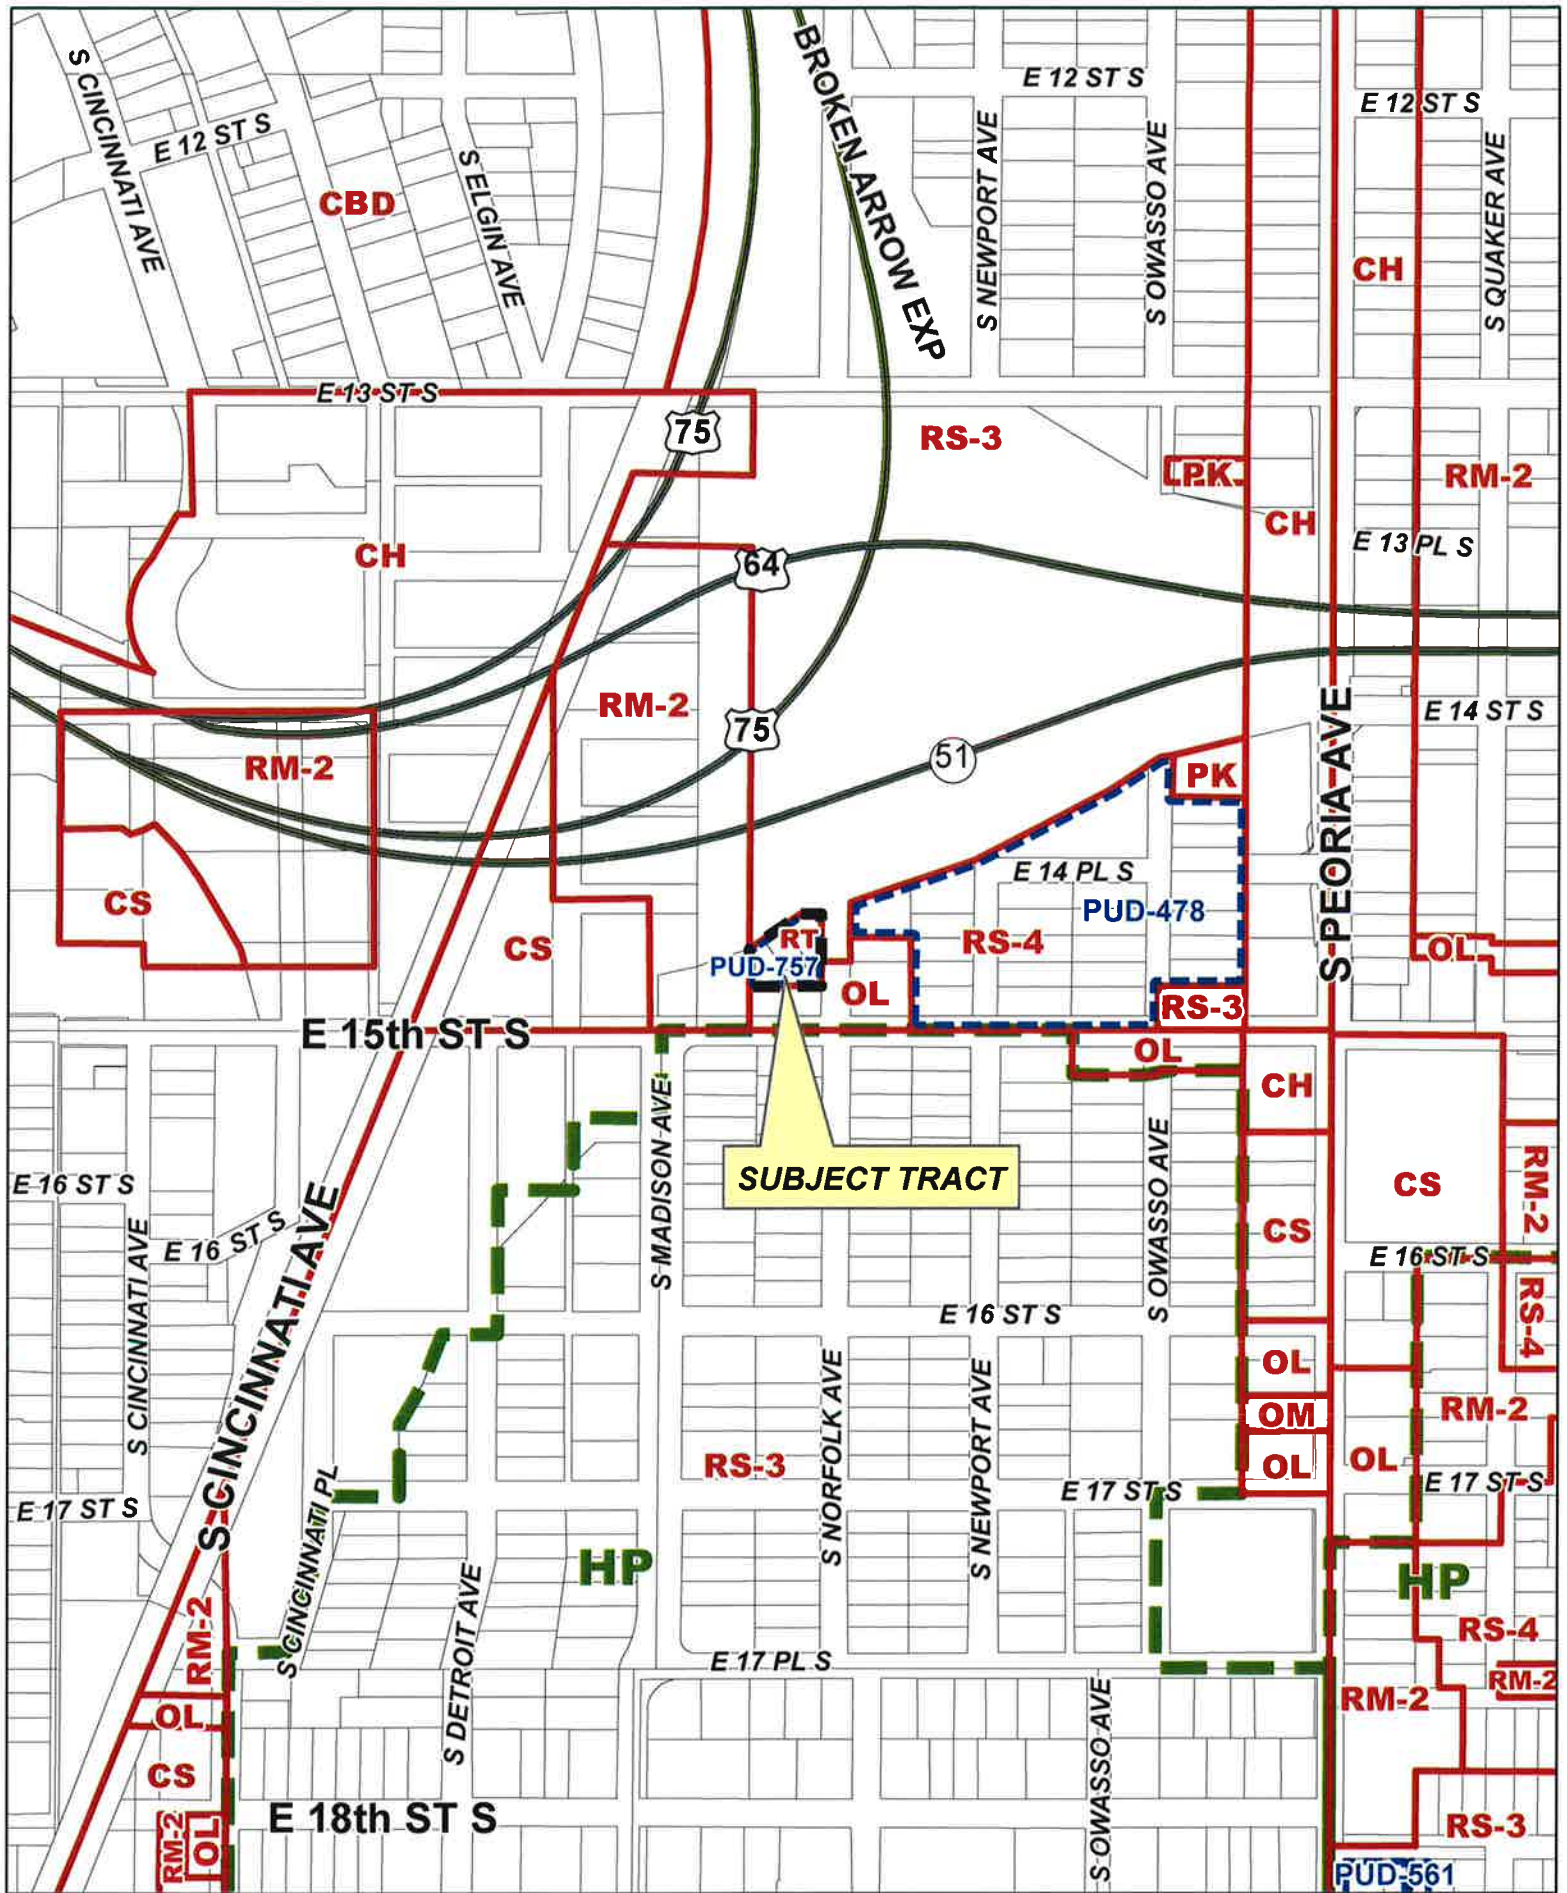 S CINCINNATI AVE
E 12 ST S
CBD
S ELGIN AVE
BROKEN ARROW EXP
E 12 ST S
S NEWPORT AVE
S OWASSO AVE
E 12 ST S
CH
S QUAKER AVE
E 13 ST S
75
RS-3
PK
RM-2
CH
CH
E 13 PL S
64
RM-2
75
RM-2
51
PK
S PEORIA AVE
E 14 ST S
CS
E 14 PL S
PUD-478
CS
RT
PUD-757
RS-4
OL
OL
RS-3
E 15th ST S
OL
CH
S MADISON AVE
SUBJECT TRACT
S OWASSO AVE
CS
RM-2
E 16 ST S
S CINCINNATI AVE
E 16 ST S
S CINCINNATI AVE
CS
E 16 ST S
RS-4
E 16 ST S
OL
OM
OL
RM-2
OL
S NORFOLK AVE
S NEWPORT AVE
RS-3
E 17 ST S
E 17 ST S
E 17 ST S
S CINCINNATI PL
S DETROIT AVE
HP
HP
RM-2
RS-4
E 17 PL S
RM-2
RM-2
OL
S OWASSO AVE
CS
RM-2
OL
E 18th ST S
RS-3
PUD-561